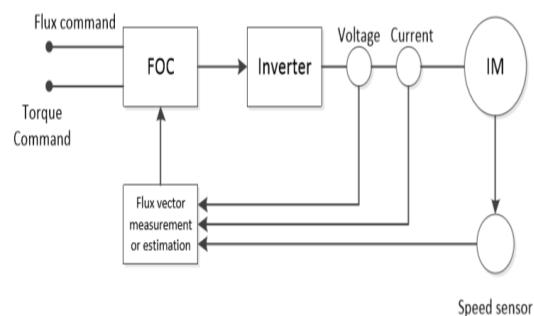 Flux command
Voltage Current
FOC
Inverter
IM
Torque
Command
Flux vector
measurement
or estimation
Speed sensor